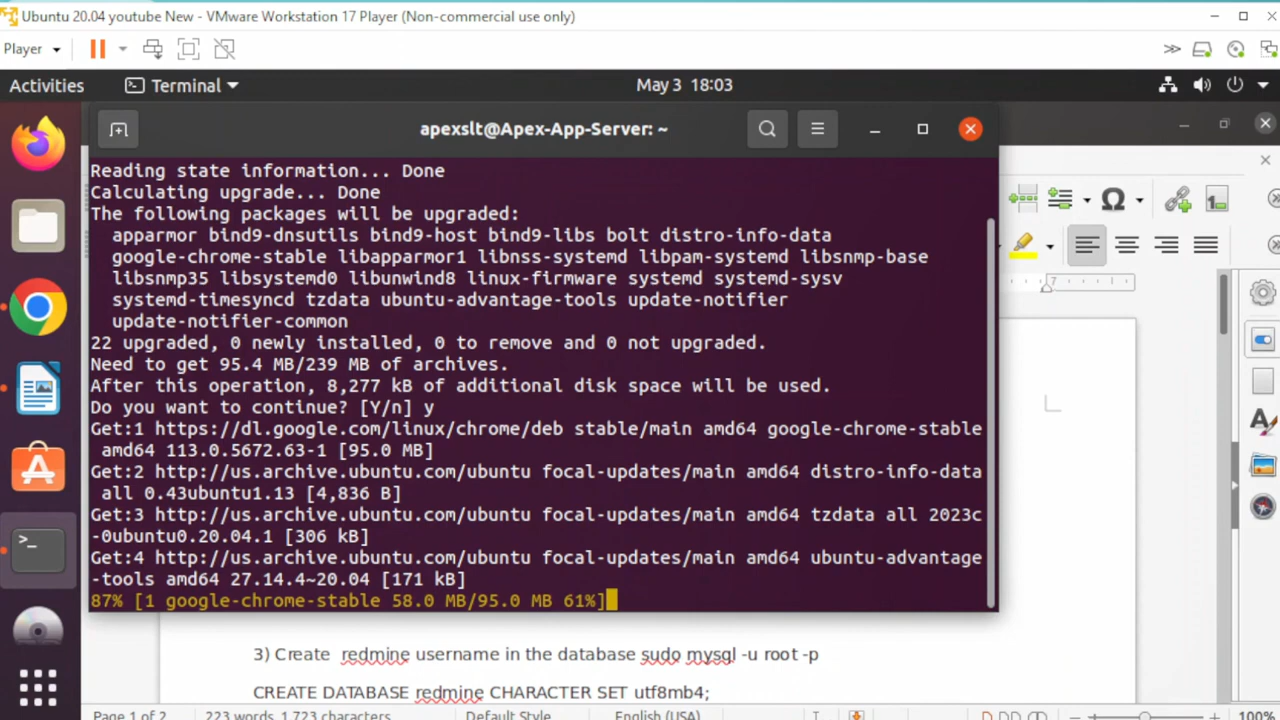 Ubuntu 20.04 youtube New - VMware Workstation 17 Player (Non-commercial use only)
Player
Activities
Terminal
May 3 18:03
apexslt@Apex-App-Server: ~
Reading state information... Done
Calculating upgrade... Done
The following packages will be upgraded:
apparmor bind9-dnsutils bind9-host bind9-libs bolt distro-info-data
google-chrome-stable libapparmor1 libnss-systemd libpam-systemd libsnmp-base
libsnmp35 libsystemd0 libunwind8 linux-firmware systemd systemd-sysv
systemd-timesyncd tzdata ubuntu-advantage-tools update-notifier
update-notifier-common
22 upgraded, 0 newly installed, 0 to remove and 0 not upgraded.
Need to get 95.4 MB/239 MB of archives.
After this operation, 8,277 kB of additional disk space will be used.
Do you want to continue? [Y/n] y
Get:1 https://dl.google.com/linux/chrome/deb stable/main amd64 google-chrome-stable
amd64 113.0.5672.63-1 [95.0 MB]
Get:2 http://us.archive.ubuntu.com/ubuntu focal-updates/main amd64 distro-info-data
all 0.43ubuntu1.13 [4,836 B]
Get:3 http://us.archive.ubuntu.com/ubuntu focal-updates/main amd64 tzdata all 2023c
-0ubuntu0.20.04.1 [306 kB]
Get:4 http://us.archive.ubuntu.com/ubuntu focal-updates/main amd64 ubuntu-advantage
-tools amd64 27.14.4~20.04 [171 kB]
87% [1 google-chrome-stable 58.0 MB/95.0 MB 61%]
7
3) Create redmine username in the database sudo mysql -u root -p
CREATE DATABASE redmine CHARACTER SET utf8mb4;
Page 1 of 2
223 words, 1,723 characters
Default Style
English (USA)
100%